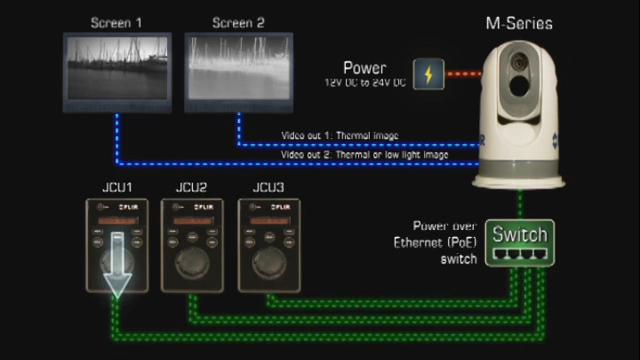 Screen 1
Screen 2
M-Series
Power
12V DC to 24V DC
Video out 1: Thermal image
Video out 2: Thermal or low light image
JCU1
JCU2
JCU3
FLIR
FLIR
FLIR
Power over
Ethernet (PoE)
switch
Switch